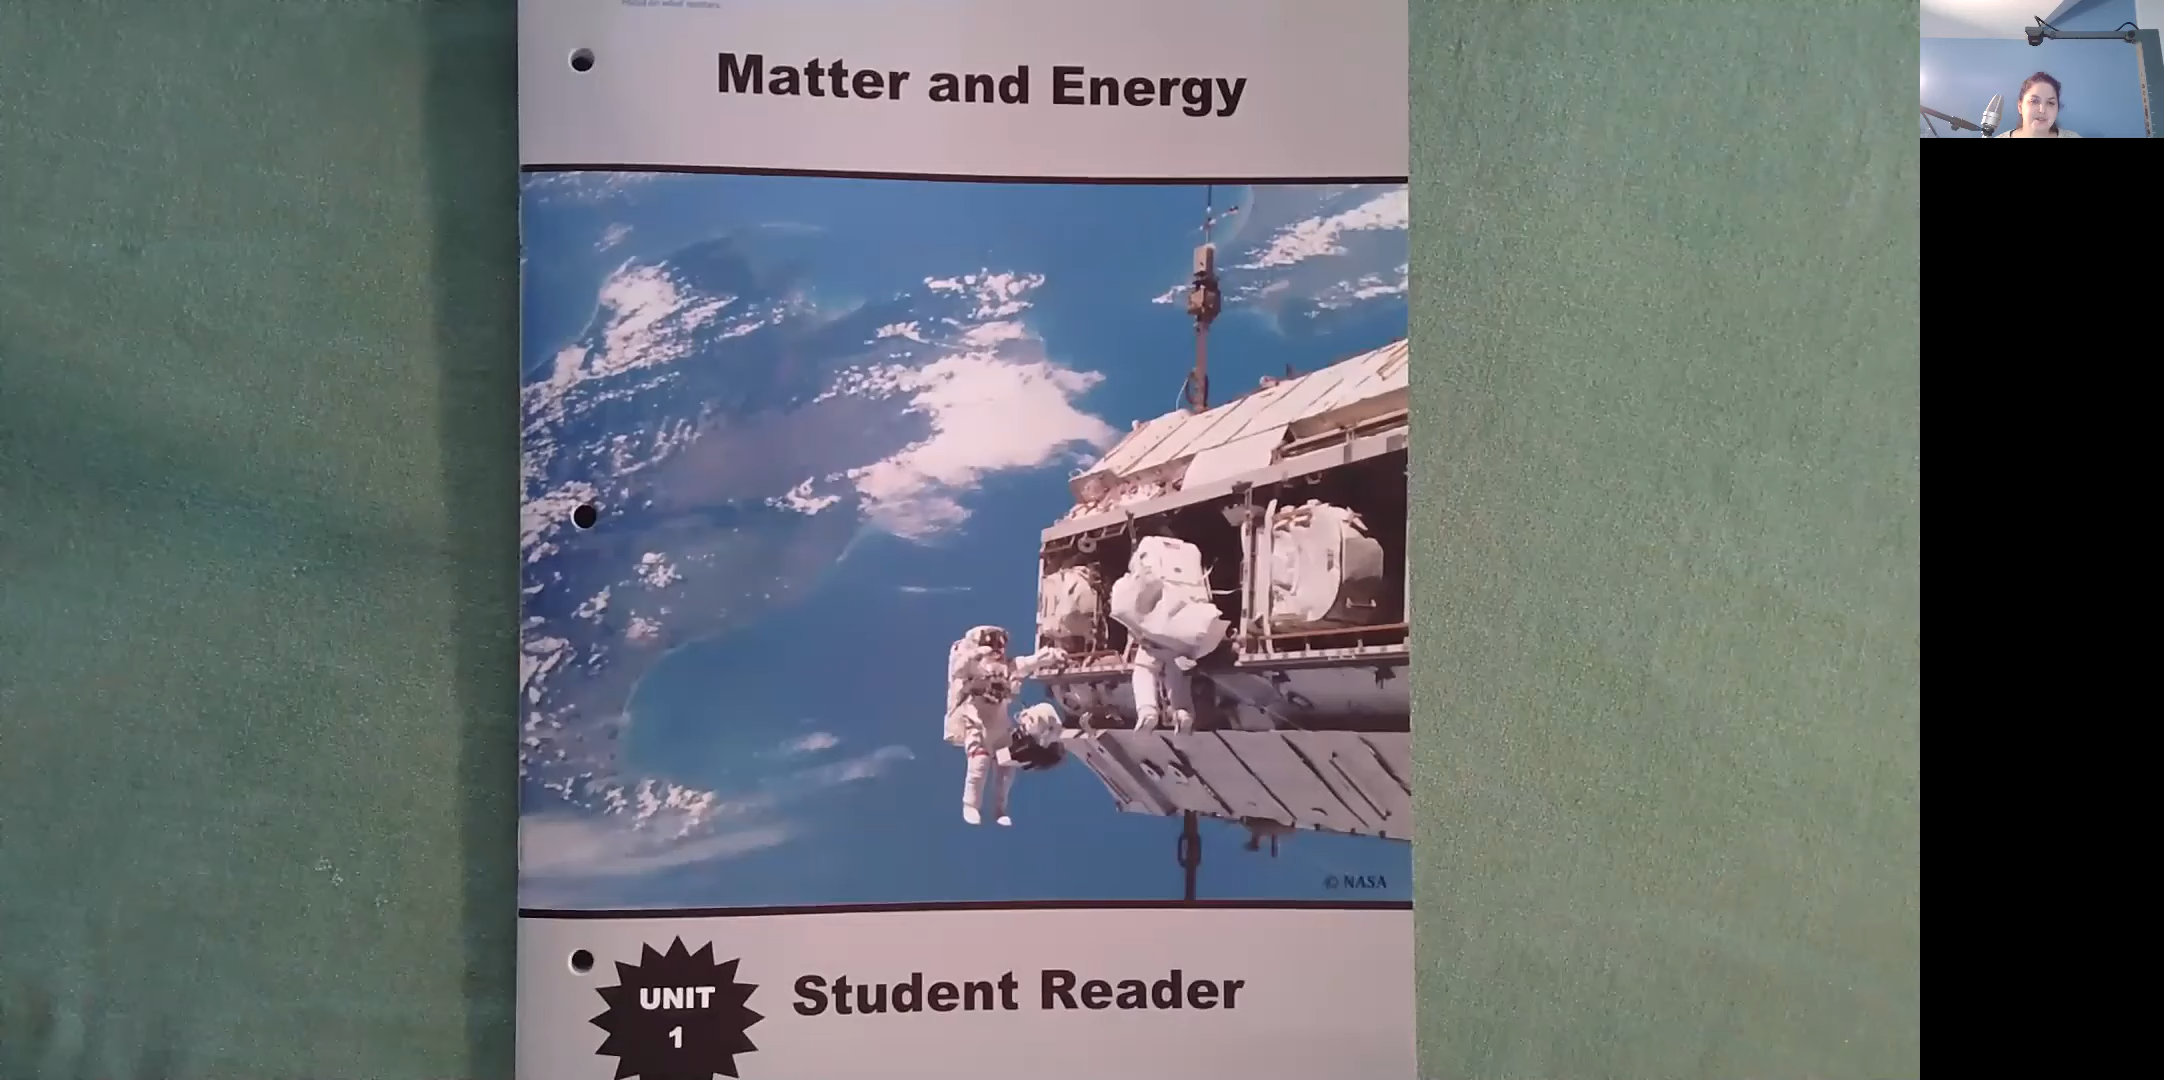 Matter and Energy
© NASA
UNIT
1
Student Reader